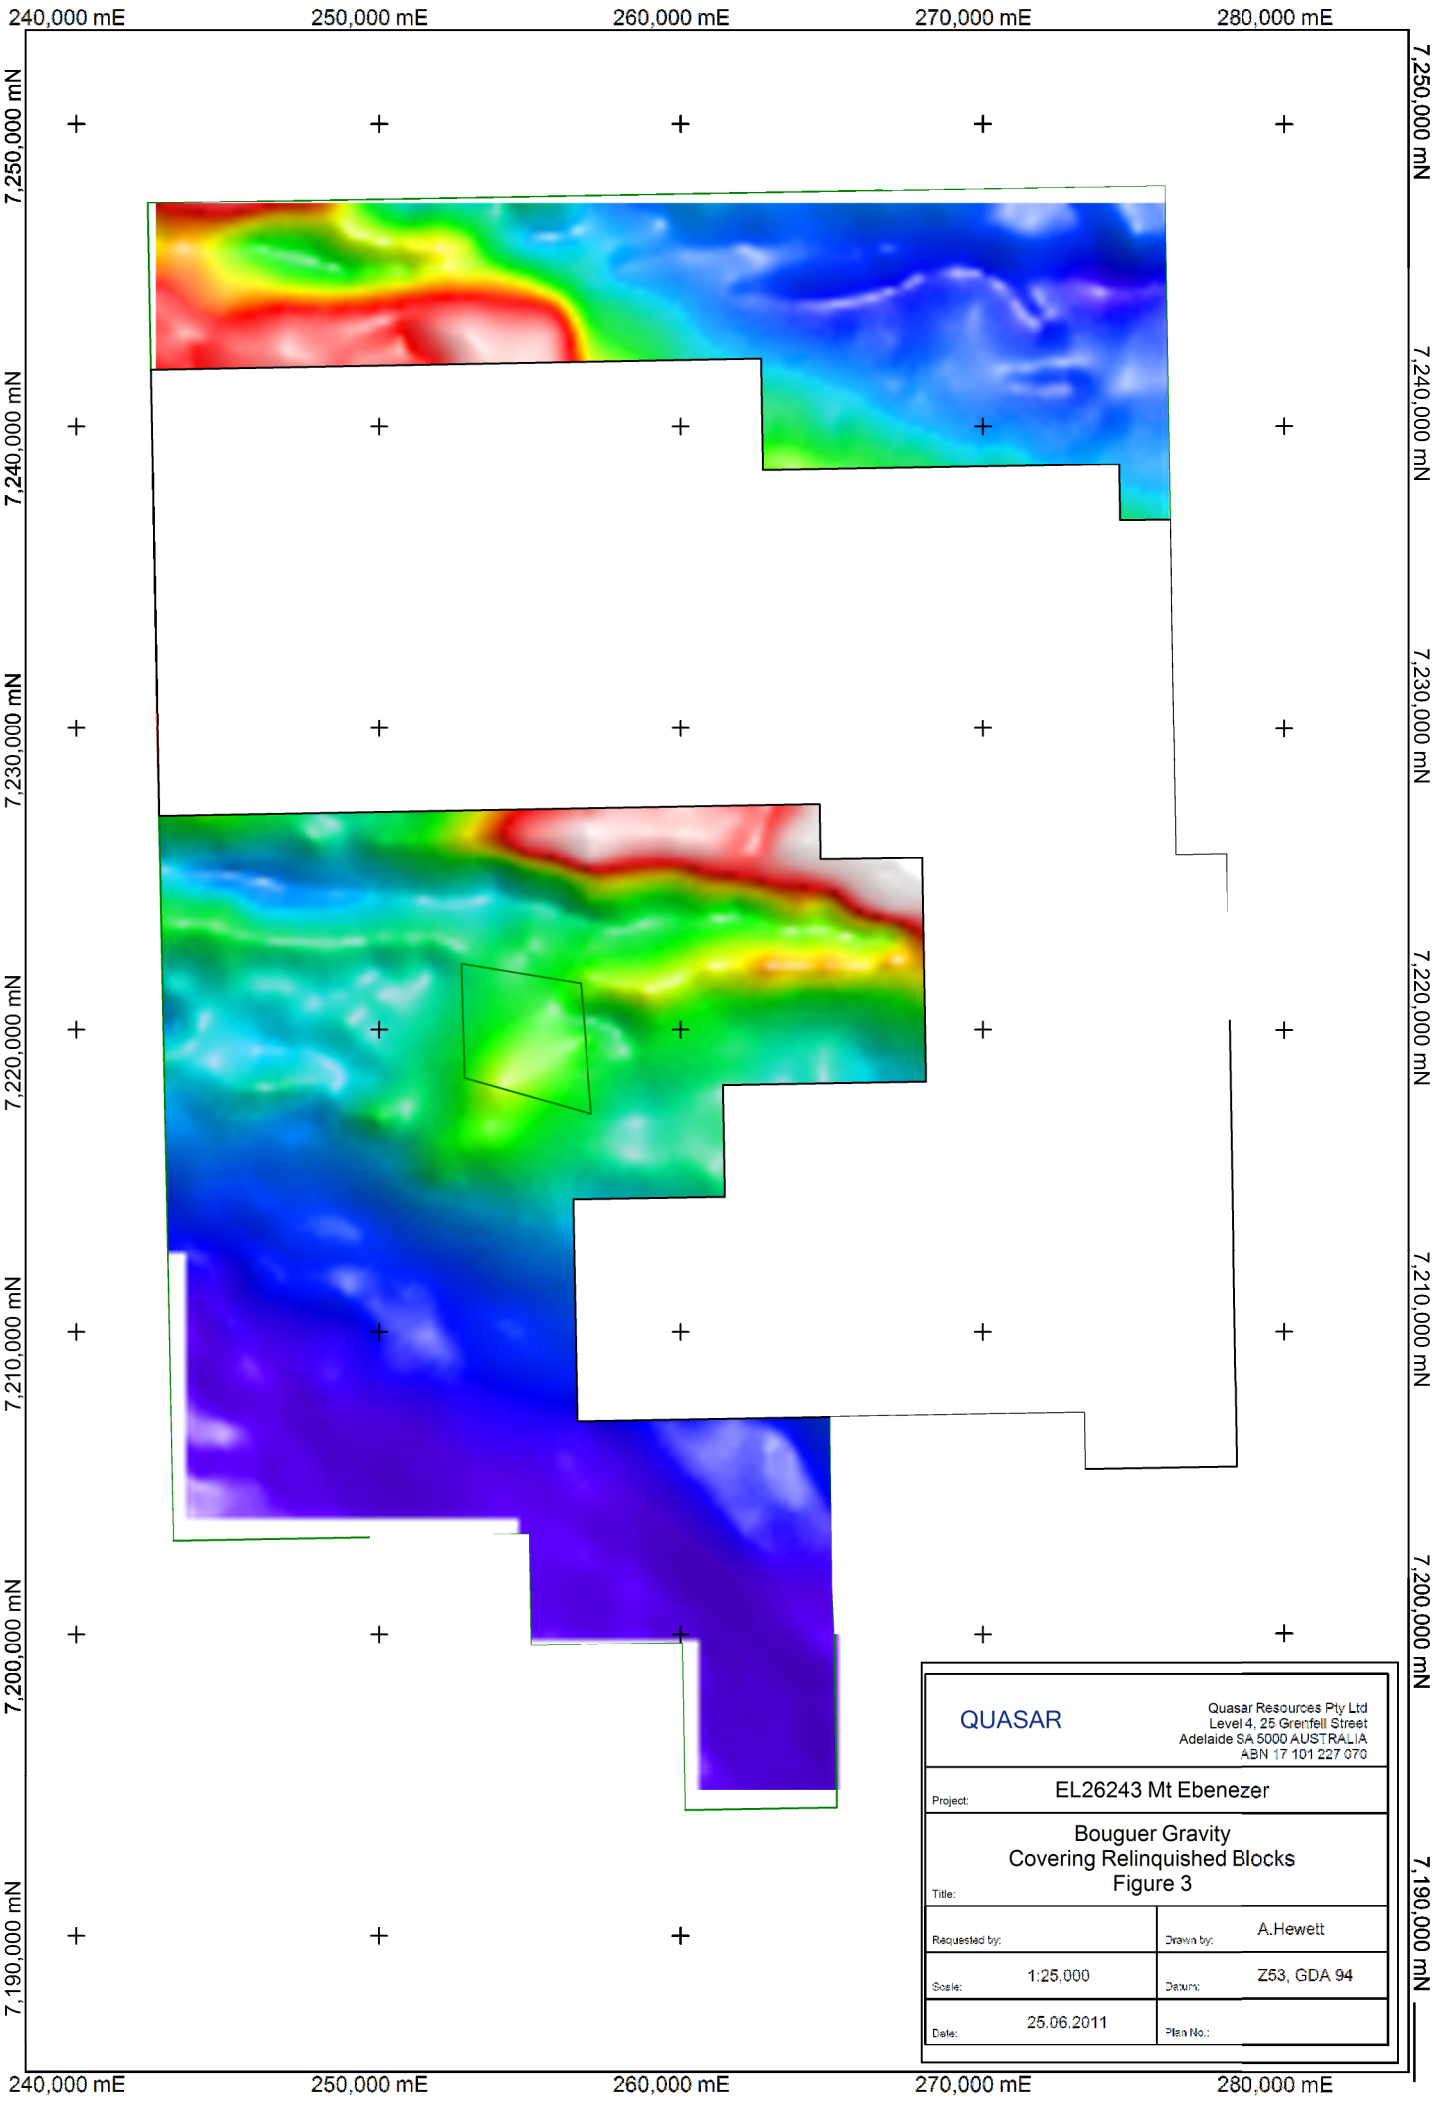 240,000 mE 250,000 mE 260,000 mE 270,000 mE 280,000 mE
7,250,000 mN
7,240,000 mN
7,230,000 mN
7,220,000 mN
7,210,000 mN
7,200,000 mN
7,190,000 mN
7,250,000 mN
7,240,000 mN
7,230,000 mN
7,220,000 mN
7,210,000 mN
7,200,000 mN
7,190,000 mN
QUASAR
Quasar Resources Pty Ltd
Level 4, 25 Grenfell Street
Adelaide SA 5000 AUSTRALIA
ABN 17 101 227 070
Project: EL26243 Mt Ebenezer
Bouguer Gravity
Covering Relinquished Blocks
Figure 3
Title:
Requested by:
Drawn by: A.Hewett
Scale: 1:25,000
Datum: Z53, GDA 94
Date: 25.06.2011
Plan No.:
240,000 mE 250,000 mE 260,000 mE 270,000 mE 280,000 mE